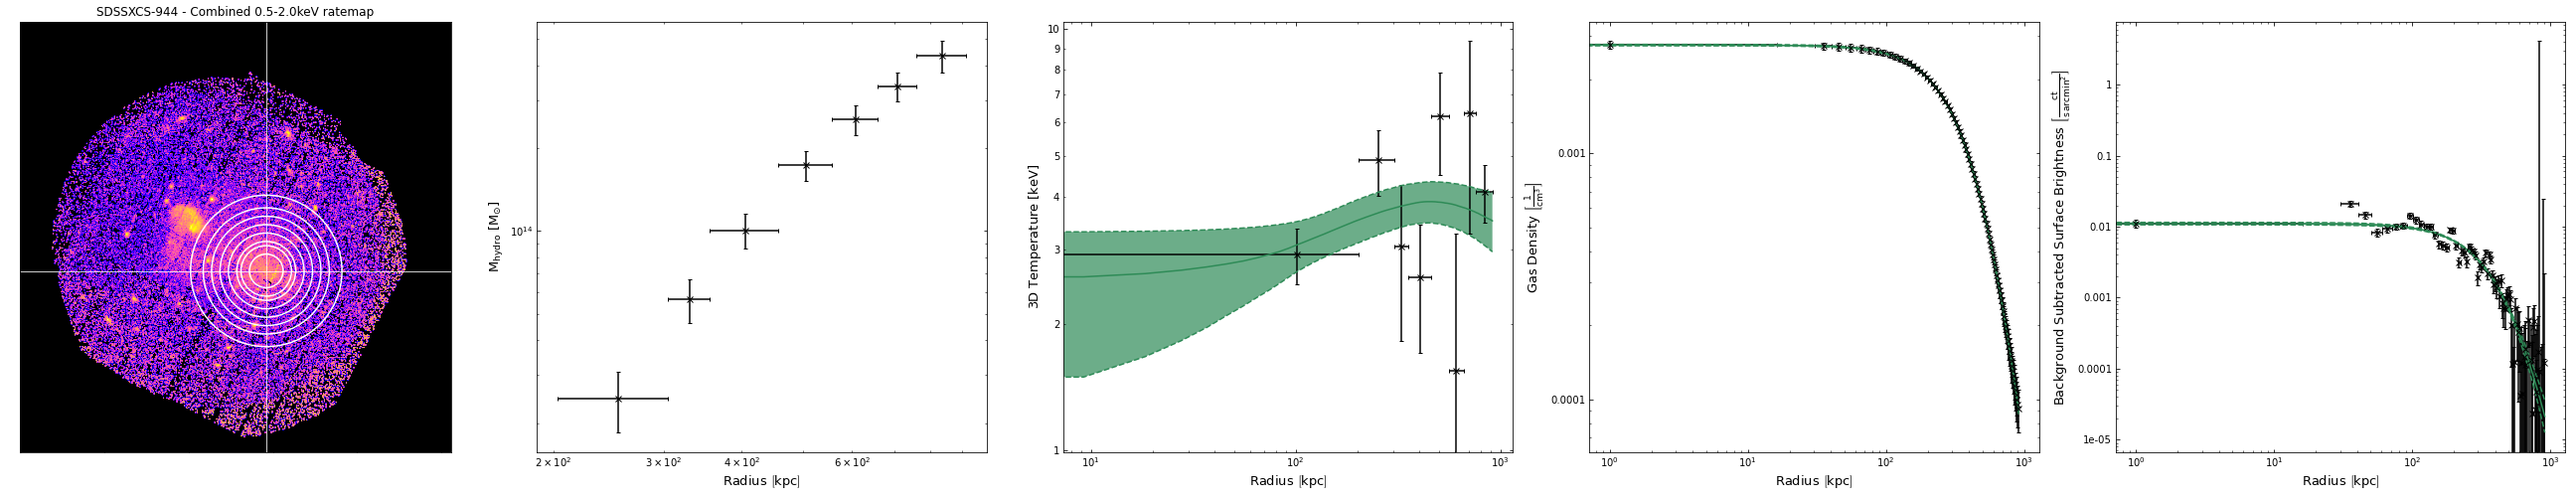 SDSSXCS-944 - Combined 0.5-2.0keV ratemap
M_hydro [M_⊙]
10^14
2 × 10^2 3 × 10^2 4 × 10^2 6 × 10^2
Radius [kpc]
3D Temperature [keV]
10
9
8
7
6
5
4
3
2
1
10^1 10^2 10^3
Radius [kpc]
Gas Density [1/cm^3]
0.001
0.0001
10^0 10^1 10^2 10^3
Radius [kpc]
Background Subtracted Surface Brightness [ct/s arcmin^2]
1
0.1
0.01
0.001
0.0001
1e-05
10^0 10^1 10^2 10^3
Radius [kpc]